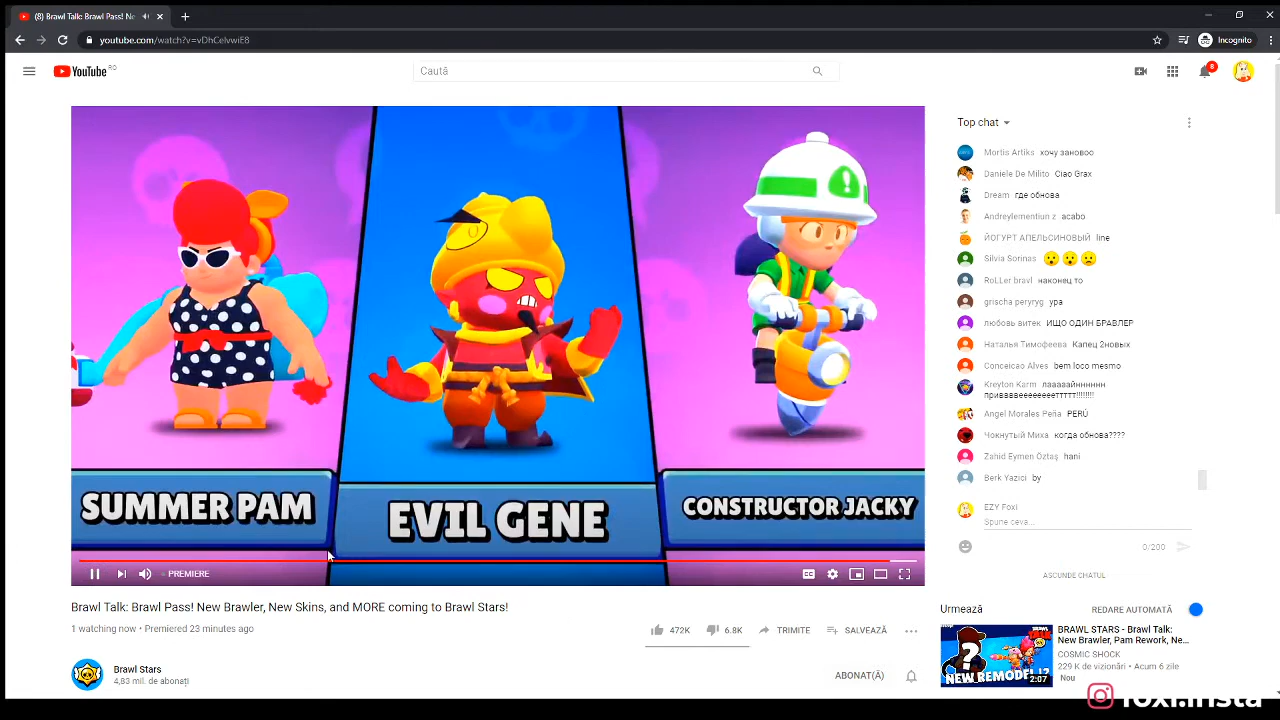 (8) Brawl Talk: Brawl Pass! Ne
youtube.com/watch?v=vDhCelvwiE8
Incognito
YouTube RO
Caută
8
Top chat
Mortis Artiks хочу зановоо
Daniele De Milito Ciao Grax
Dream где обнова
Andreylementiun z acabo
ЙОГУРТ АПЕЛЬСИНОВЫЙ line
Silvia Sorinas
RoLLer bravl наконец то
grischa peryryg ура
любовь витек ИЩО ОДИН БРАВЛЕР
Наталья Тимофеева Капец 2новых
Conceicao Alves bem loco mesmo
Kreyton Karm лаааааййннннн
приввввеееееееетттттт!!!!!!!!
Angel Morales Peña PERÚ
Чокнутый Миха когда обнова????
Zahid Eymen Öztaş hani
Berk Yazici by
EZY Foxi
Spune ceva...
0/200
ASCUNDE CHATUL
SUMMER PAM
EVIL GENE
CONSTRUCTOR JACKY
PREMIERE
Brawl Talk: Brawl Pass! New Brawler, New Skins, and MORE coming to Brawl Stars!
1 watching now • Premiered 23 minutes ago
472K
6.8K
TRIMITE
SALVEAZĂ
Brawl Stars
4,83 mil. de abonați
ABONAT(Ă)
Urmează
REDARE AUTOMATĂ
NEW REMODEL!?
2:07
BRAWL STARS - Brawl Talk:
New Brawler, Pam Rework, Ne...
COSMIC SHOCK
229 K de vizionări • Acum 6 zile
Nou
foxi.insta